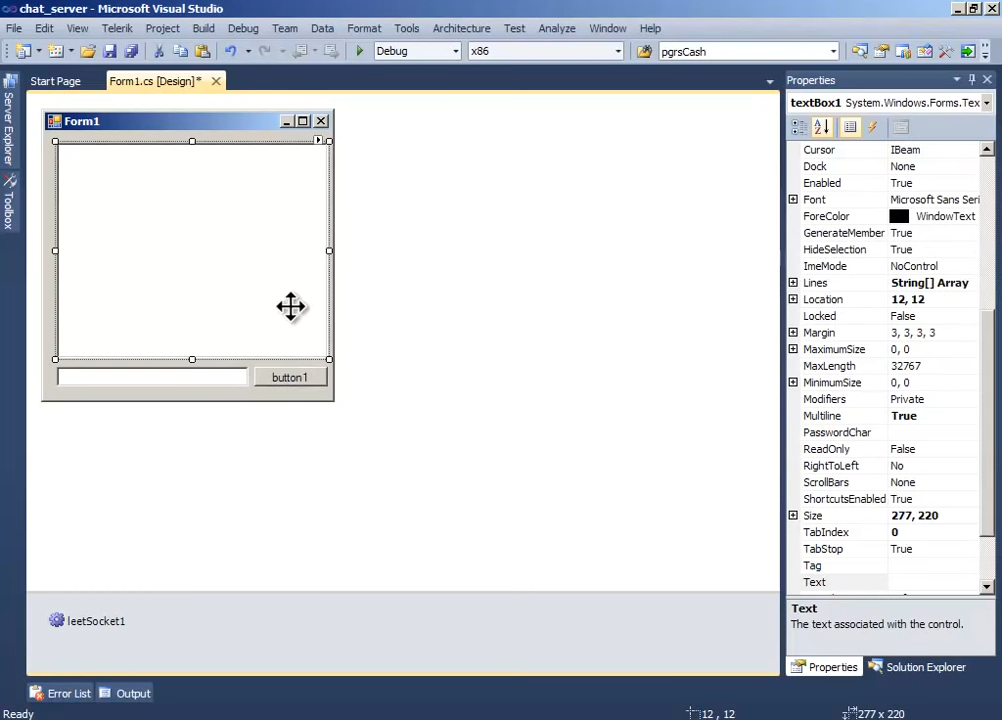 chat_server - Microsoft Visual Studio
File Edit View Telerik Project Build Debug Team Data Format Tools Architecture Test Analyze Window Help
Debug x86 pgrsCash
Server Explorer
Toolbox
Start Page Form1.cs [Design]*
Form1
button1
leetSocket1
Properties
textBox1 System.Windows.Forms.Tex
Cursor IBeam
Dock None
Enabled True
Font Microsoft Sans Seri
ForeColor WindowText
GenerateMember True
HideSelection True
ImeMode NoControl
Lines String[] Array
Location 12, 12
Locked False
Margin 3, 3, 3, 3
MaximumSize 0, 0
MaxLength 32767
MinimumSize 0, 0
Modifiers Private
Multiline True
PasswordChar
ReadOnly False
RightToLeft No
ScrollBars None
ShortcutsEnabled True
Size 277, 220
TabIndex 0
TabStop True
Tag
Text
Text
The text associated with the control.
Properties Solution Explorer
Error List Output
Ready 12 , 12 277 x 220